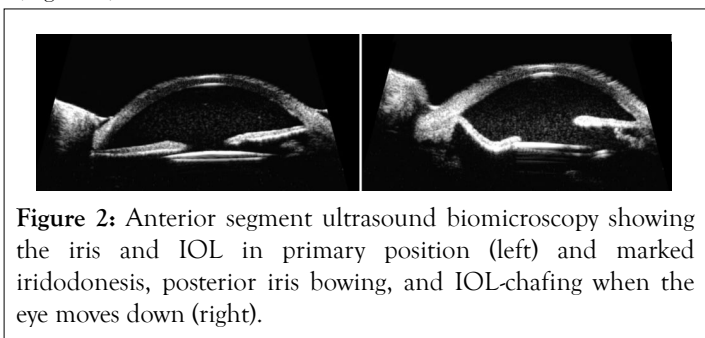 Figure 2: Anterior segment ultrasound biomicroscopy showing
the iris and IOL in primary position (left) and marked
iridodonesis, posterior iris bowing, and IOL-chafing when the
eye moves down (right).